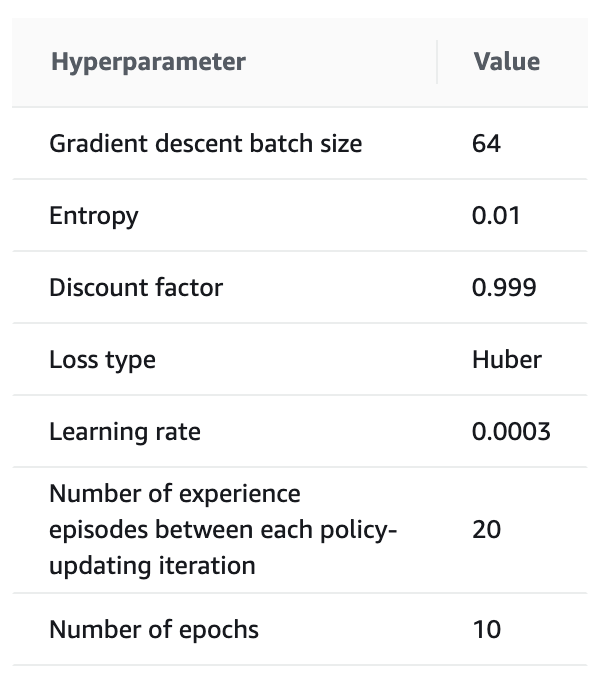 Hyperparameter Value
Gradient descent batch size 64
Entropy 0.01
Discount factor 0.999
Loss type Huber
Learning rate 0.0003
Number of experience
episodes between each policy-
updating iteration
20
Number of epochs 10